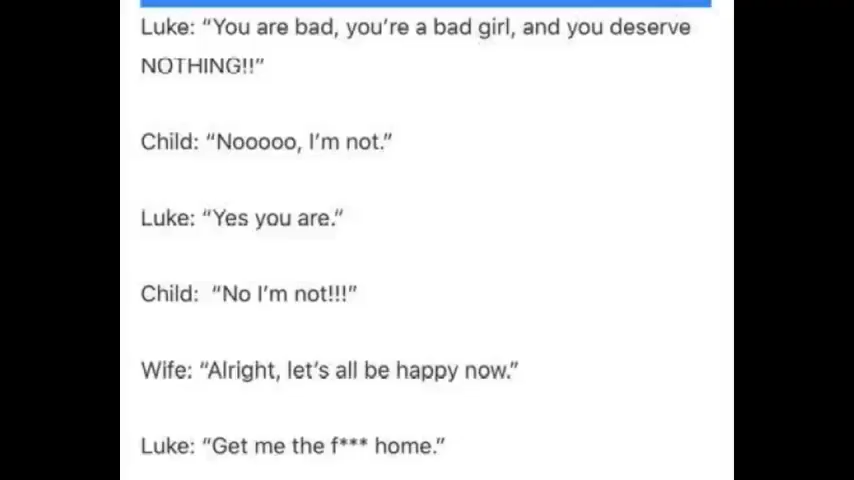 Luke: “You are bad, you’re a bad girl, and you deserve
NOTHING!!”
Child: “Nooooo, I’m not.”
Luke: “Yes you are.”
Child:  “No I’m not!!!”
Wife: “Alright, let’s all be happy now.”
Luke: “Get me the f*** home.”